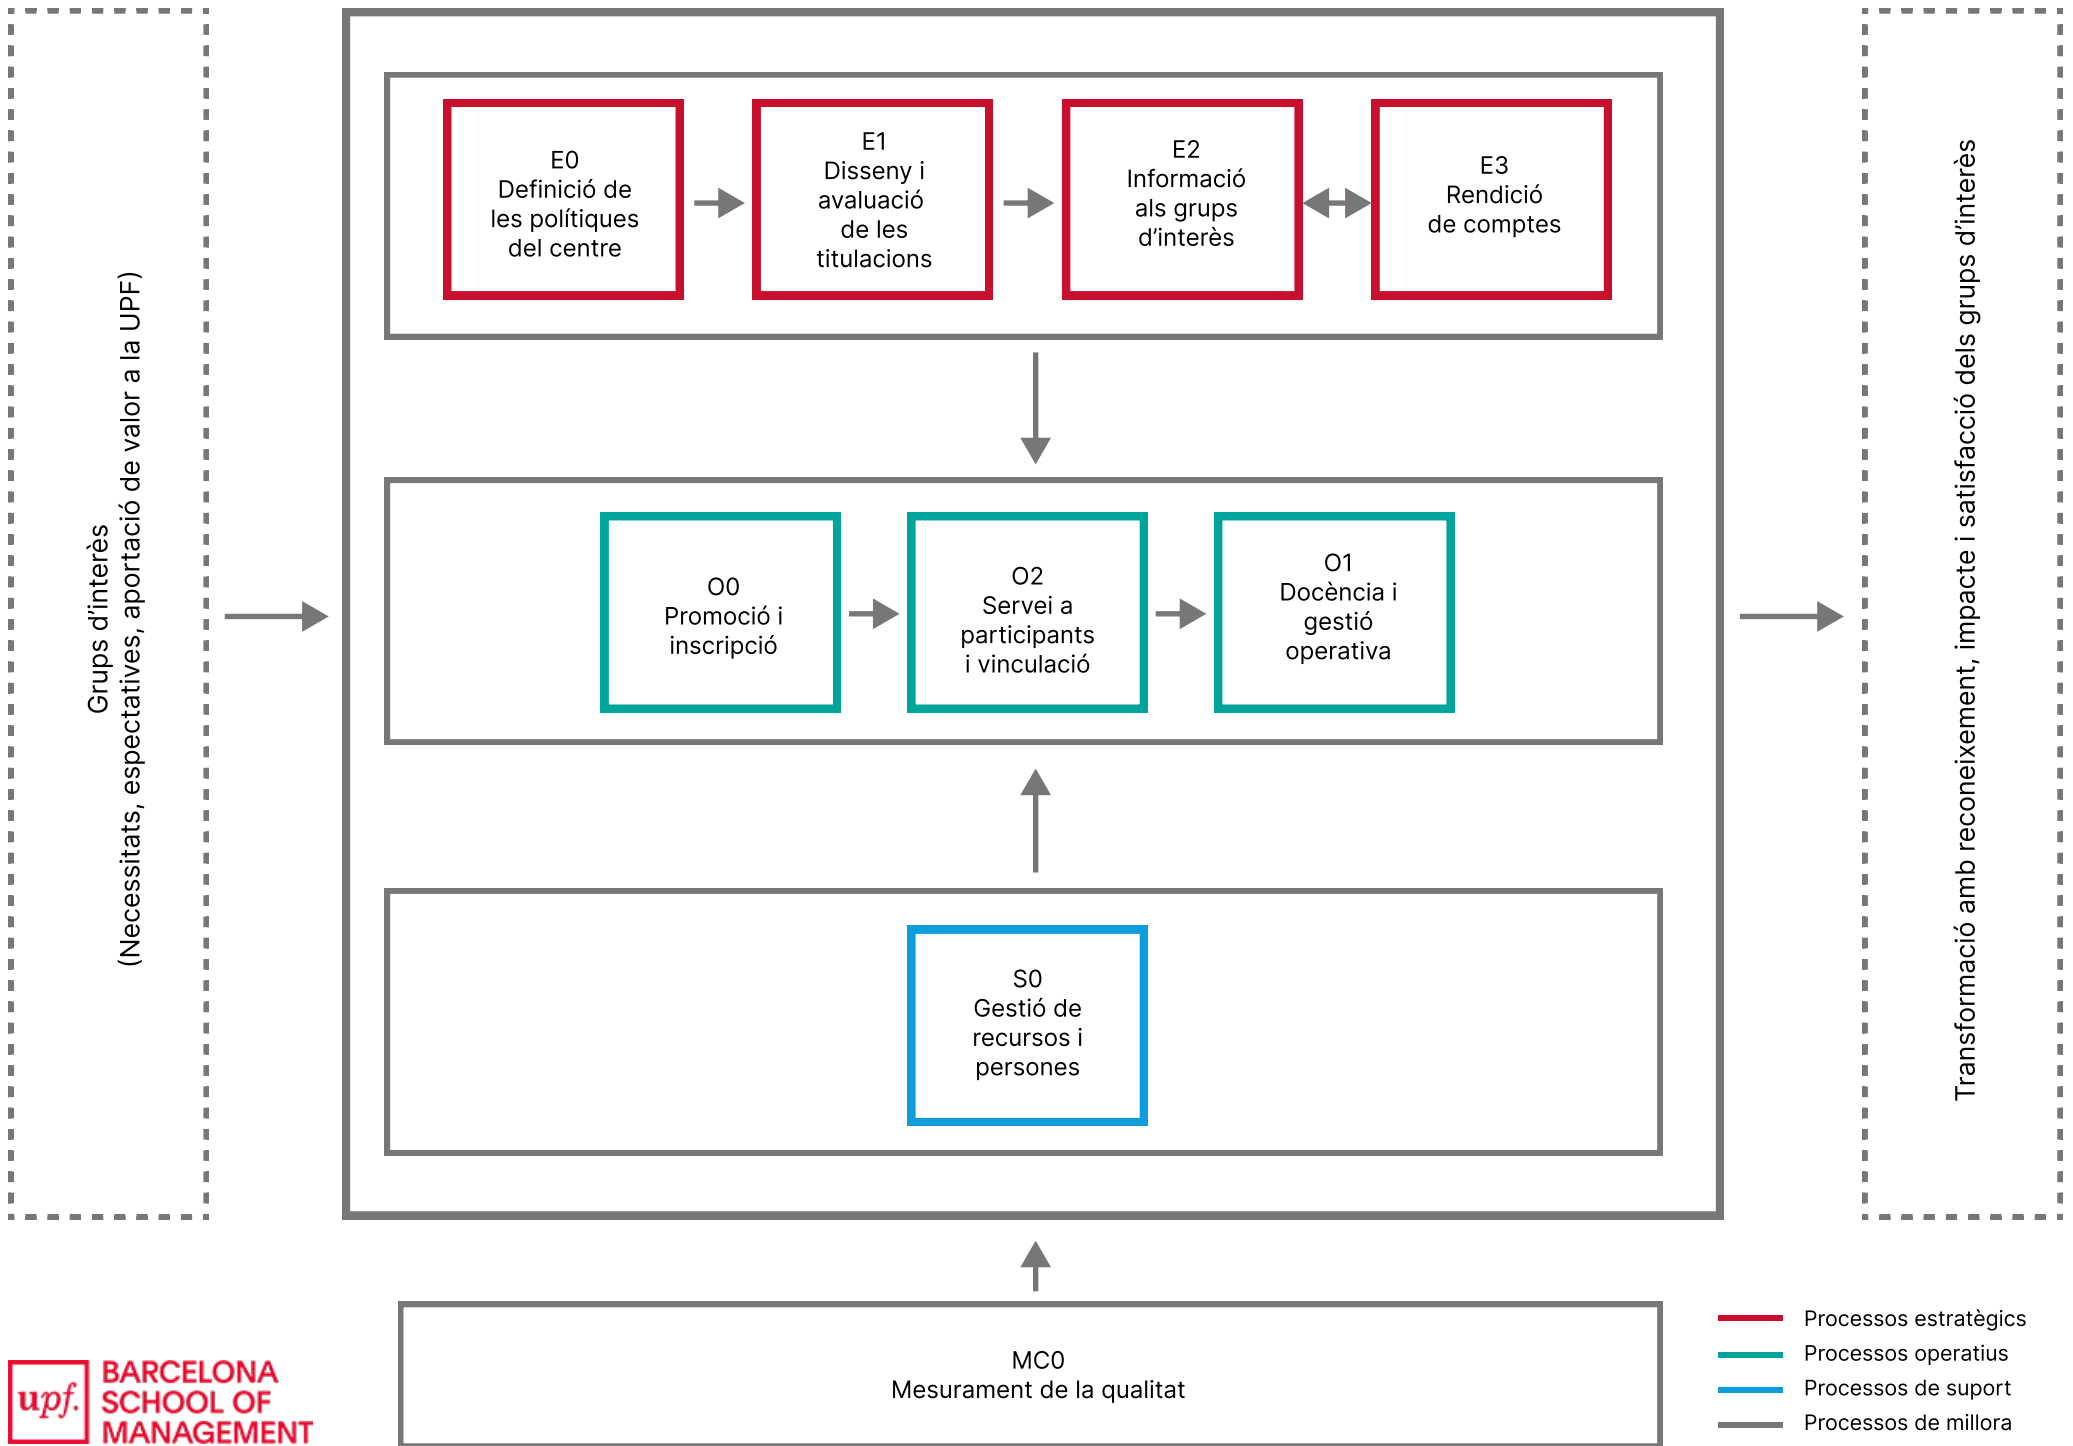 Grups d’interès
(Necessitats, espectatives, aportació de valor a la UPF)
E0
Definició de
les polítiques
del centre
E1
Disseny i
avaluació
de les
titulacions
E2
Informació
als grups
d’interès
E3
Rendició
de comptes
O0
Promoció i
inscripció
O2
Servei a
participants
i vinculació
O1
Docència i
gestió
operativa
S0
Gestió de
recursos i
persones
Transformació amb reconeixement, impacte i satisfacció dels grups d’interès
MC0
Mesurament de la qualitat
Processos estratègics
Processos operatius
Processos de suport
Processos de millora
upf.
BARCELONA
SCHOOL OF
MANAGEMENT